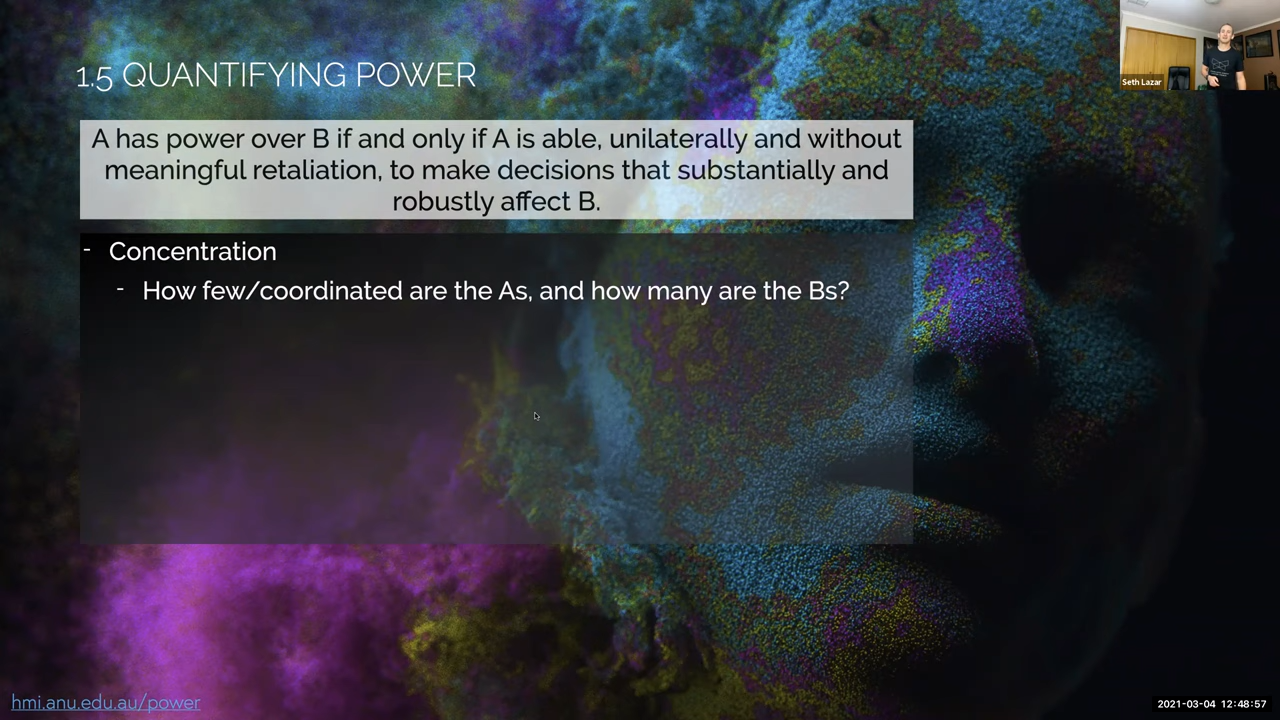 1.5 QUANTIFYING POWER
A has power over B if and only if A is able, unilaterally and without
meaningful retaliation, to make decisions that substantially and
robustly affect B.
- Concentration
- How few/coordinated are the As, and how many are the Bs?
Seth Lazar
hmi.anu.edu.au/power
2021-03-04 12:48:57